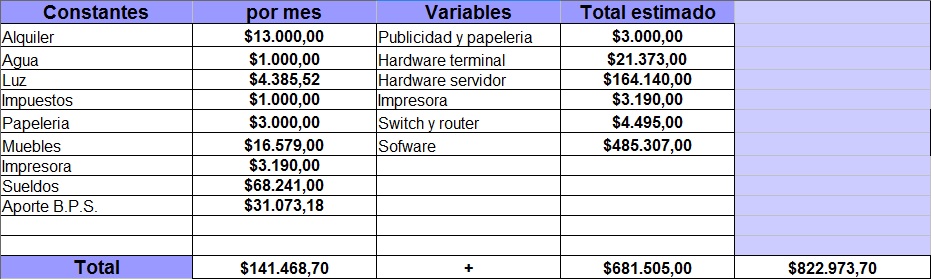 Constantes por mes Variables Total estimado
Alquiler $13.000,00 Publicidad y papeleria $3.000,00
Agua $1.000,00 Hardware terminal $21.373,00
Luz $4.385,52 Hardware servidor $164.140,00
Impuestos $1.000,00 Impresora $3.190,00
Papeleria $3.000,00 Switch y router $4.495,00
Muebles $16.579,00 Sofware $485.307,00
Impresora $3.190,00
Sueldos $68.241,00
Aporte B.P.S. $31.073,18
Total $141.468,70 + $681.505,00 $822.973,70